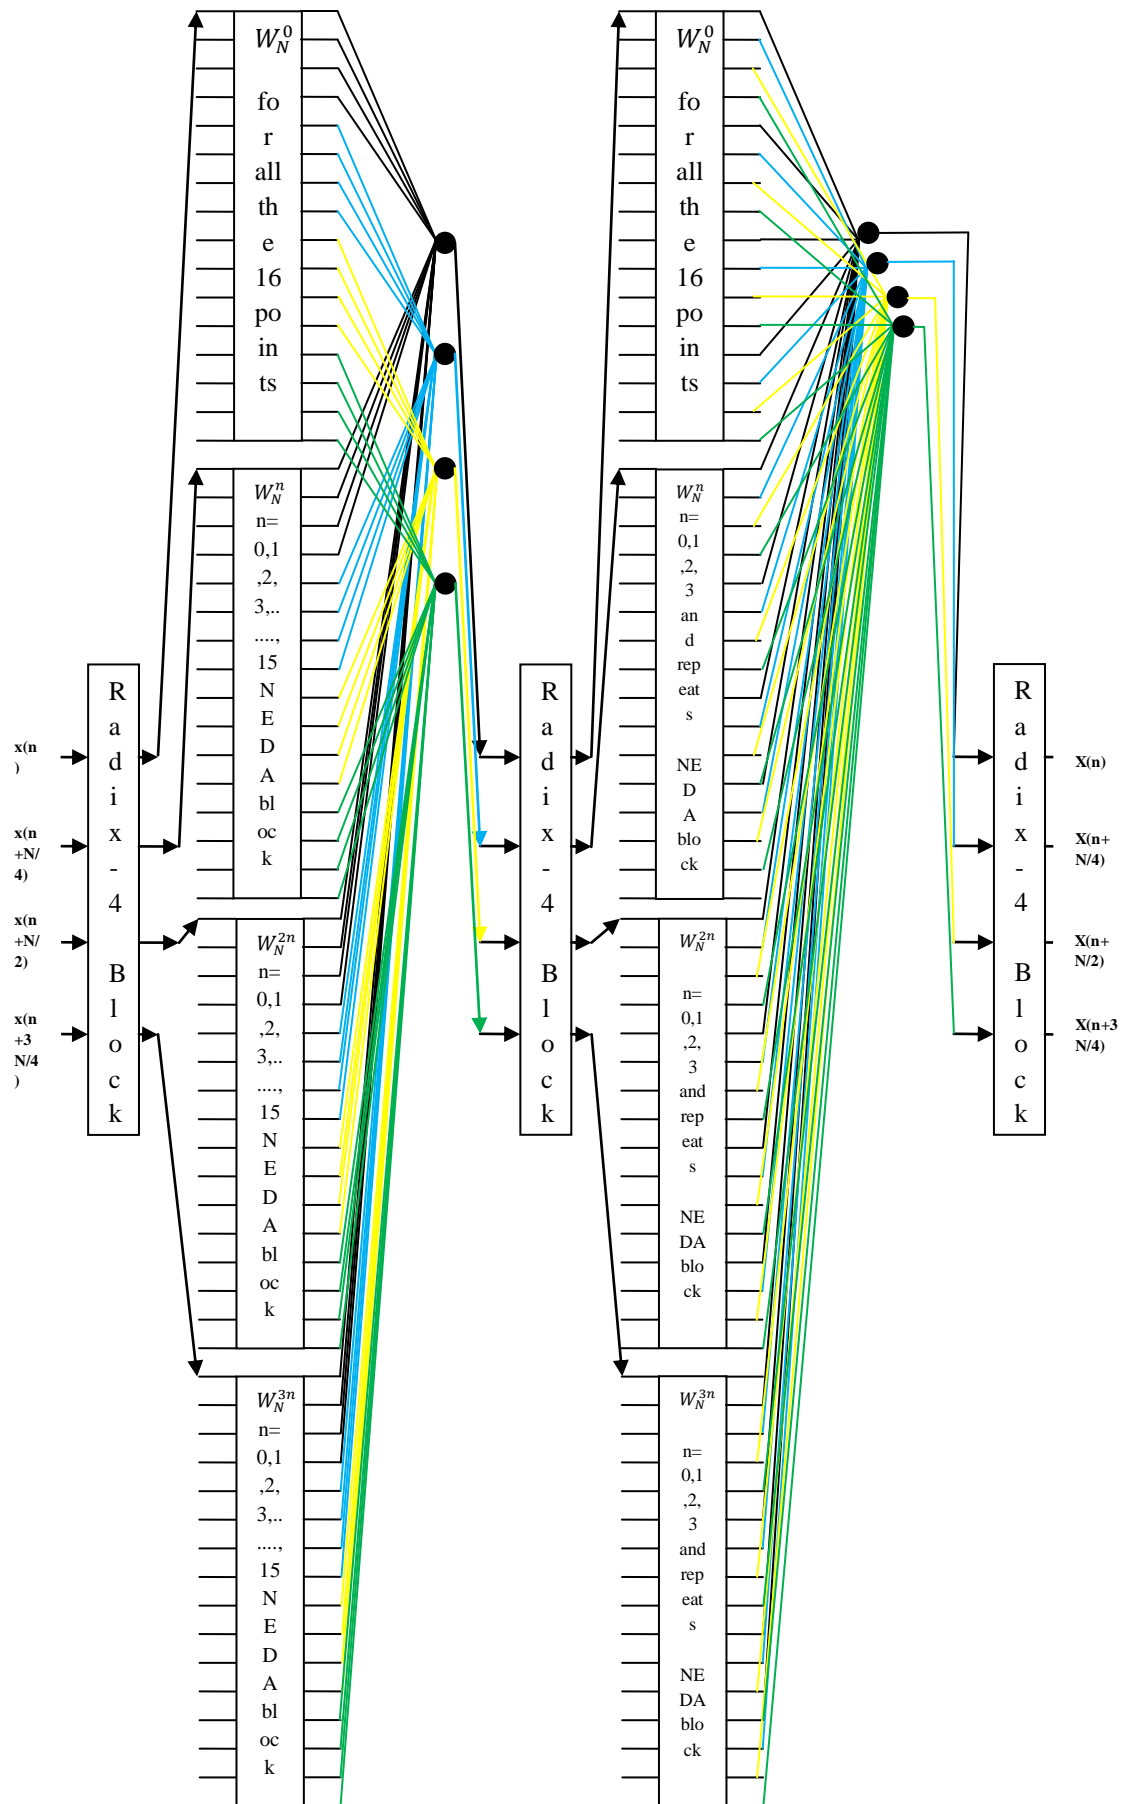 x(n
)
x(n
+N/
4)
x(n
+N/
2)
x(n
+3
N/4
)
R
a
d
i
x
-
4
B
l
o
c
k
W_N^0
fo
r
all
th
e
16
po
in
ts
W_N^n
n=
0,1
,2,
3,..
....,
15
N
E
D
A
bl
oc
k
W_N^{2n}
n=
0,1
,2,
3,..
....,
15
N
E
D
A
bl
oc
k
W_N^{3n}
n=
0,1
,2,
3,..
....,
15
N
E
D
A
bl
oc
k
R
a
d
i
x
-
4
B
l
o
c
k
W_N^0
fo
r
all
th
e
16
po
in
ts
W_N^n
n=
0,1
,2,
3
an
d
rep
eat
s
NE
D
A
blo
ck
W_N^{2n}
n=
0,1
,2,
3
and
rep
eat
s
NE
DA
blo
ck
W_N^{3n}
n=
0,1
,2,
3
and
rep
eat
s
NE
DA
blo
ck
R
a
d
i
x
-
4
B
l
o
c
k
X(n)
X(n+
N/4)
X(n+
N/2)
X(n+3
N/4)